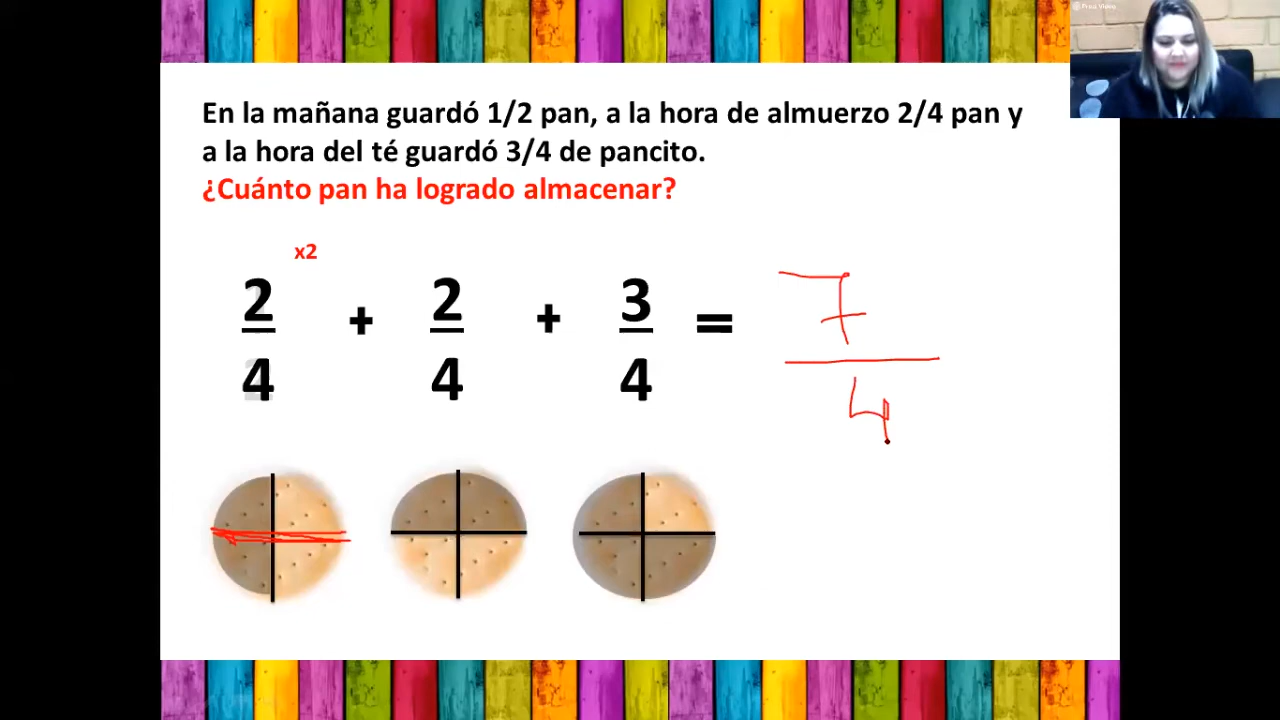 En la mañana guardó 1/2 pan, a la hora de almuerzo 2/4 pan y
a la hora del té guardó 3/4 de pancito.
¿Cuánto pan ha logrado almacenar?
x2
2/4 + 2/4 + 3/4 = 7/4